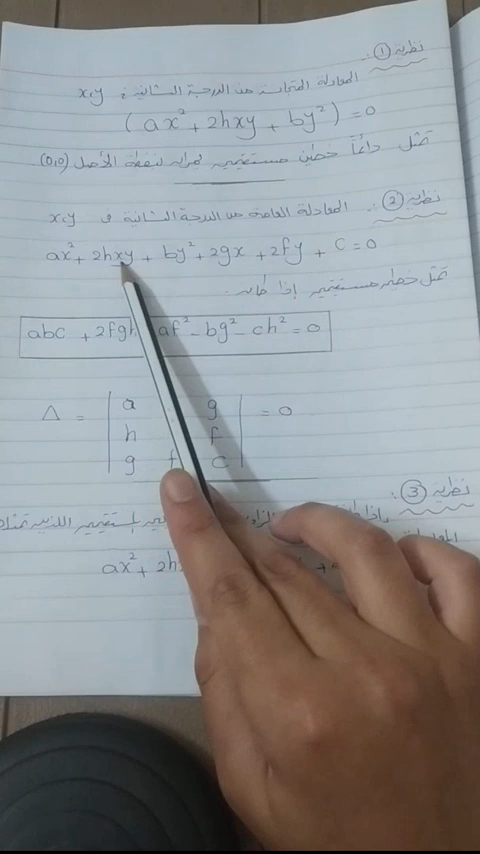 نظرية ①:
المعادلة المتجانسة من الدرجة الثانية في x,y
(ax² + 2hxy + by²) = 0
تمثل دائماً خطين مستقيمين يمران بنقطة الأصل (0,0)
نظرية ②: المعادلة العامة من الدرجة الثانية في x,y
ax² + 2hxy + by² + 2gx + 2fy + C = 0
تمثل خطين مستقيمين إذا كان:
abc + 2fgh af² - bg² - ch² = 0
Δ = | a g | = 0
| h f |
| g f c |
نظرية ③:
المستقيمين اللذين
ax² + 2h